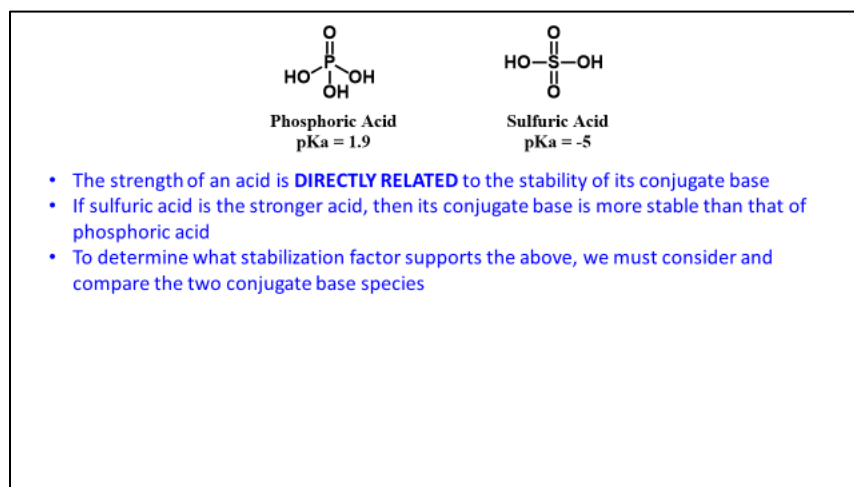 O
HO P OH
OH
O
HO–S–OH
O
Phosphoric Acid
pKa = 1.9
Sulfuric Acid
pKa = -5
• The strength of an acid is DIRECTLY RELATED to the stability of its conjugate base
• If sulfuric acid is the stronger acid, then its conjugate base is more stable than that of
phosphoric acid
• To determine what stabilization factor supports the above, we must consider and
compare the two conjugate base species